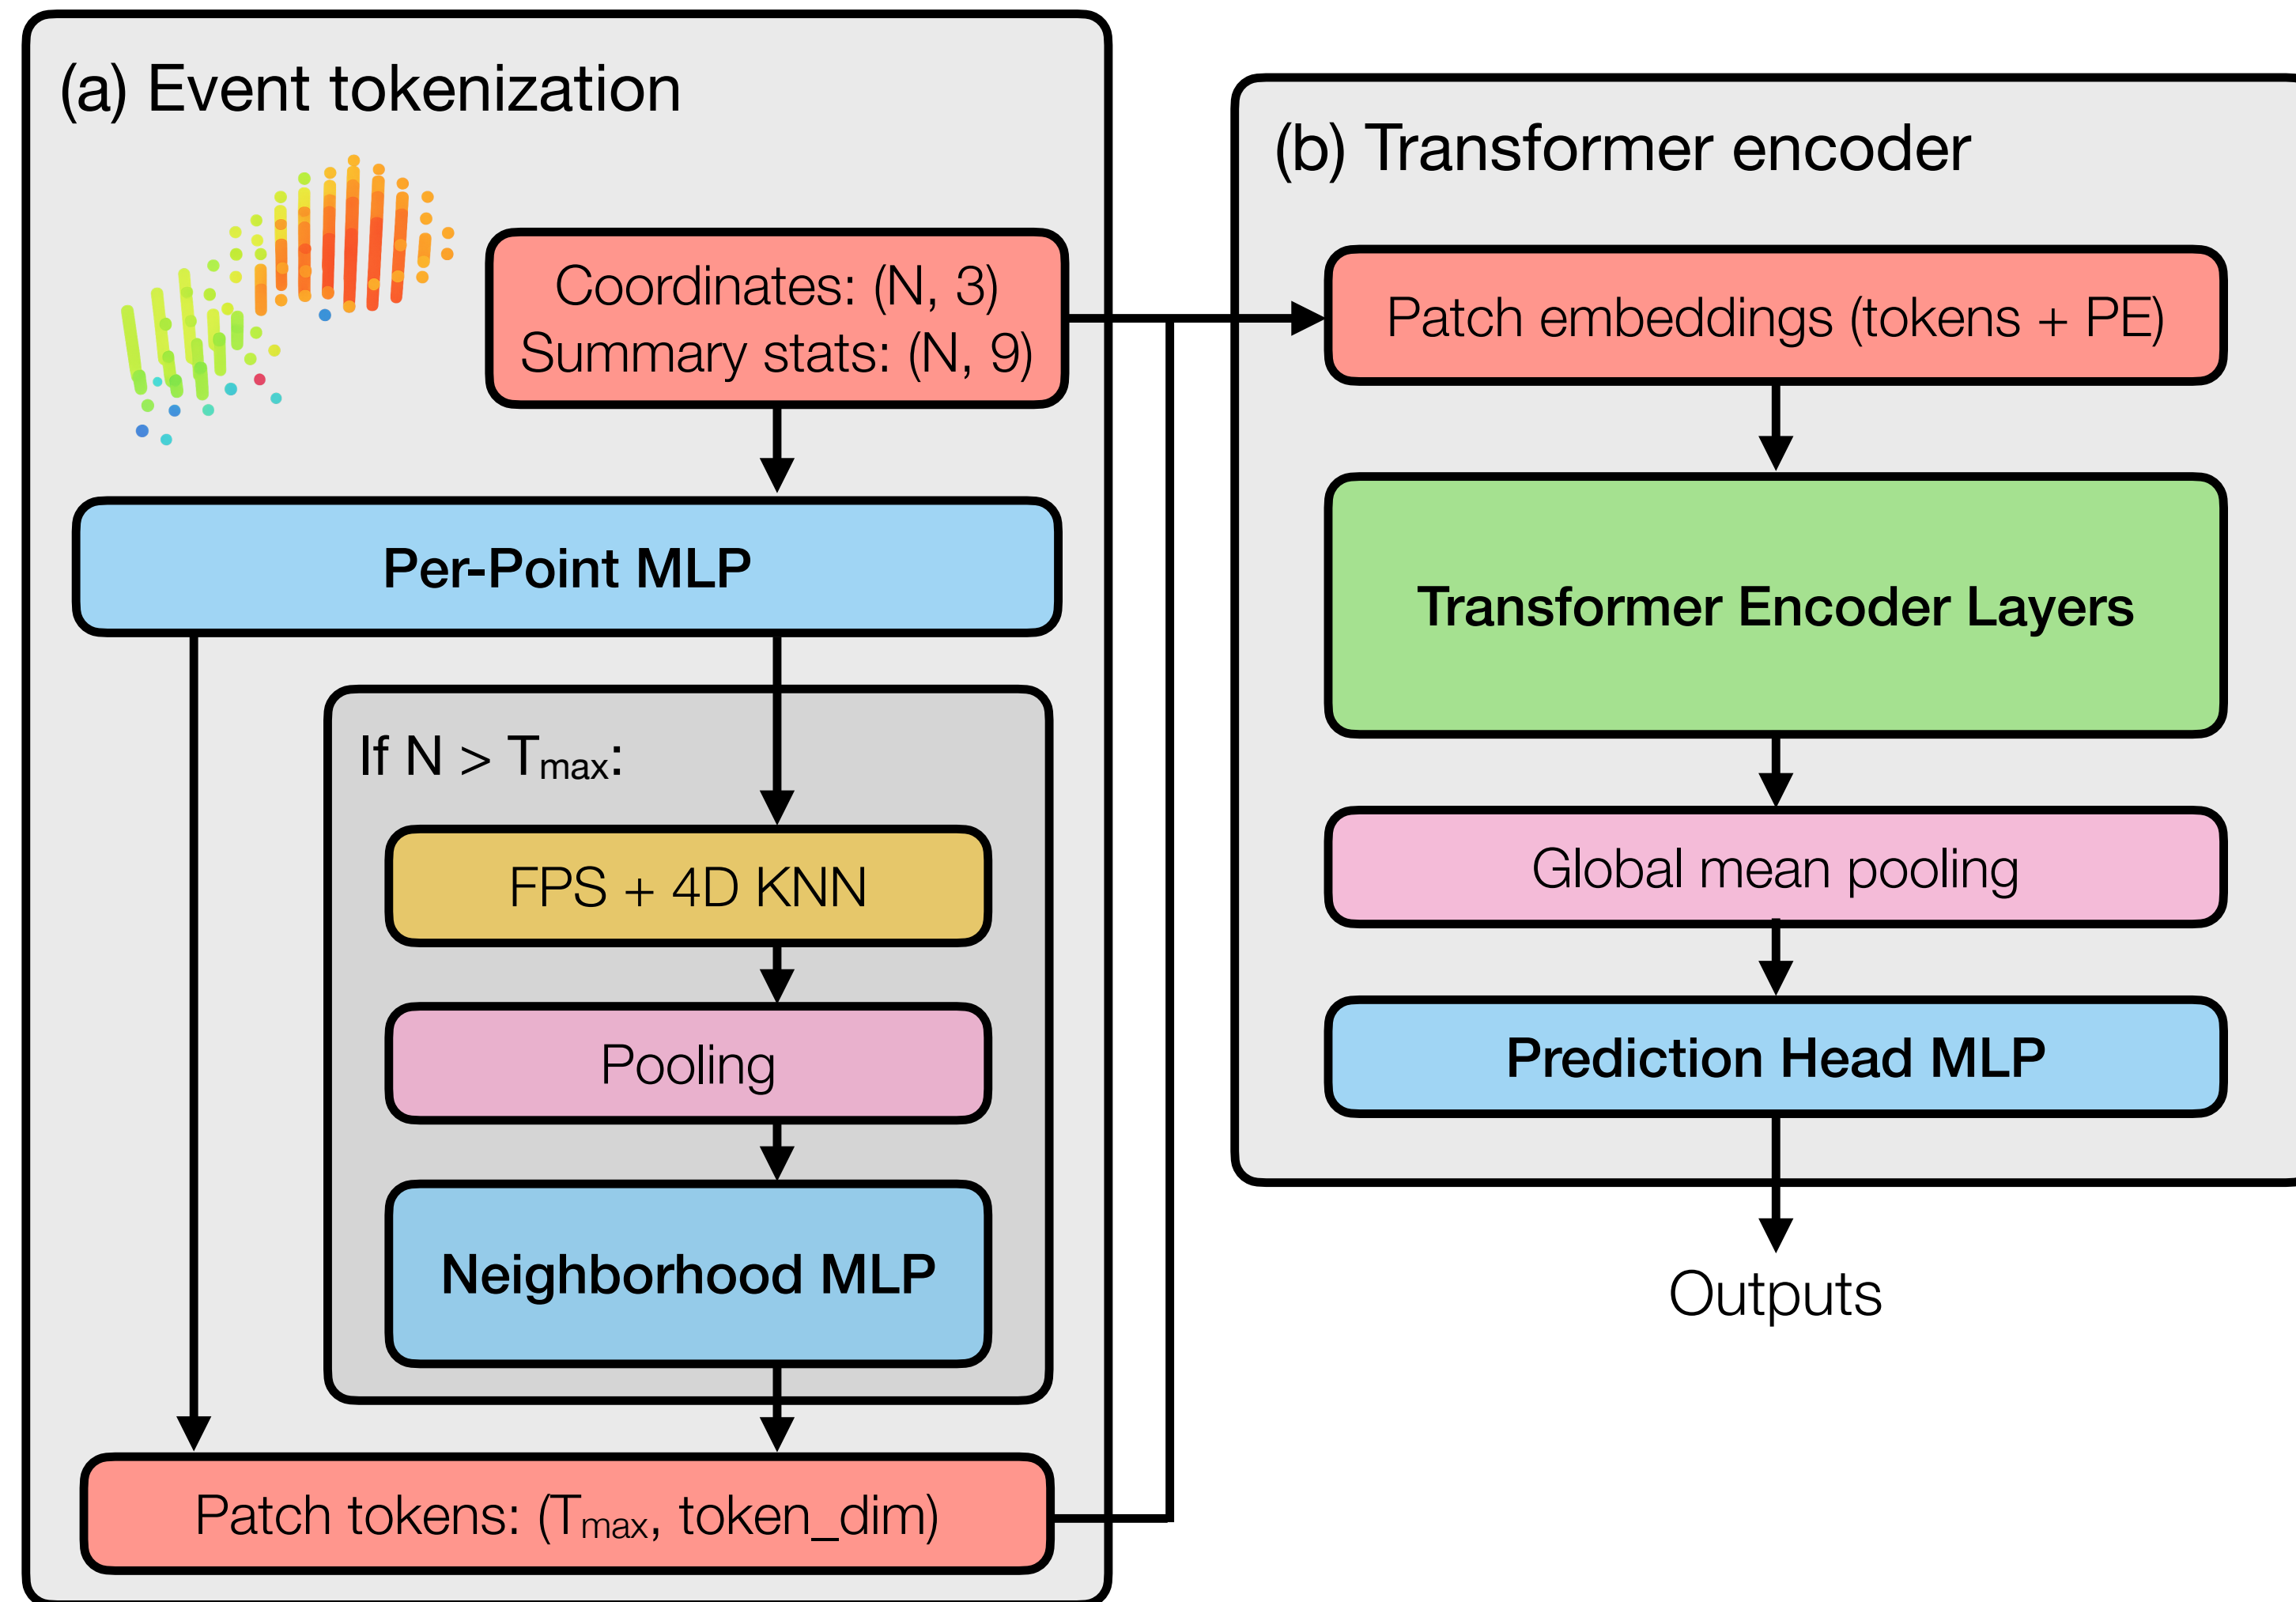 (a) Event tokenization
Coordinates: (N, 3)
Summary stats: (N, 9)
Per-Point MLP
If N > Tmax:
FPS + 4D KNN
Pooling
Neighborhood MLP
Patch tokens: (Tmax, token_dim)
(b) Transformer encoder
Patch embeddings (tokens + PE)
Transformer Encoder Layers
Global mean pooling
Prediction Head MLP
Outputs